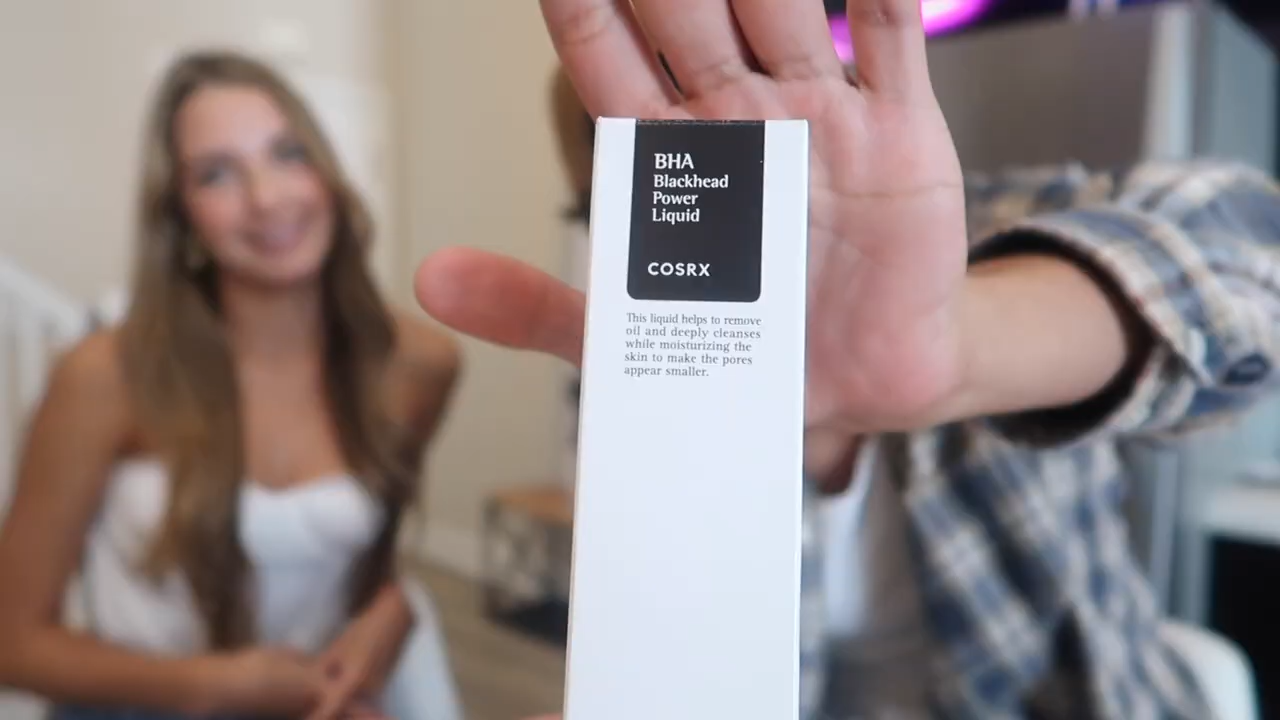 BHA
Blackhead
Power
Liquid
COSRX
This liquid helps to remove
oil and deeply cleanses
while moisturizing the
skin to make the pores
appear smaller.